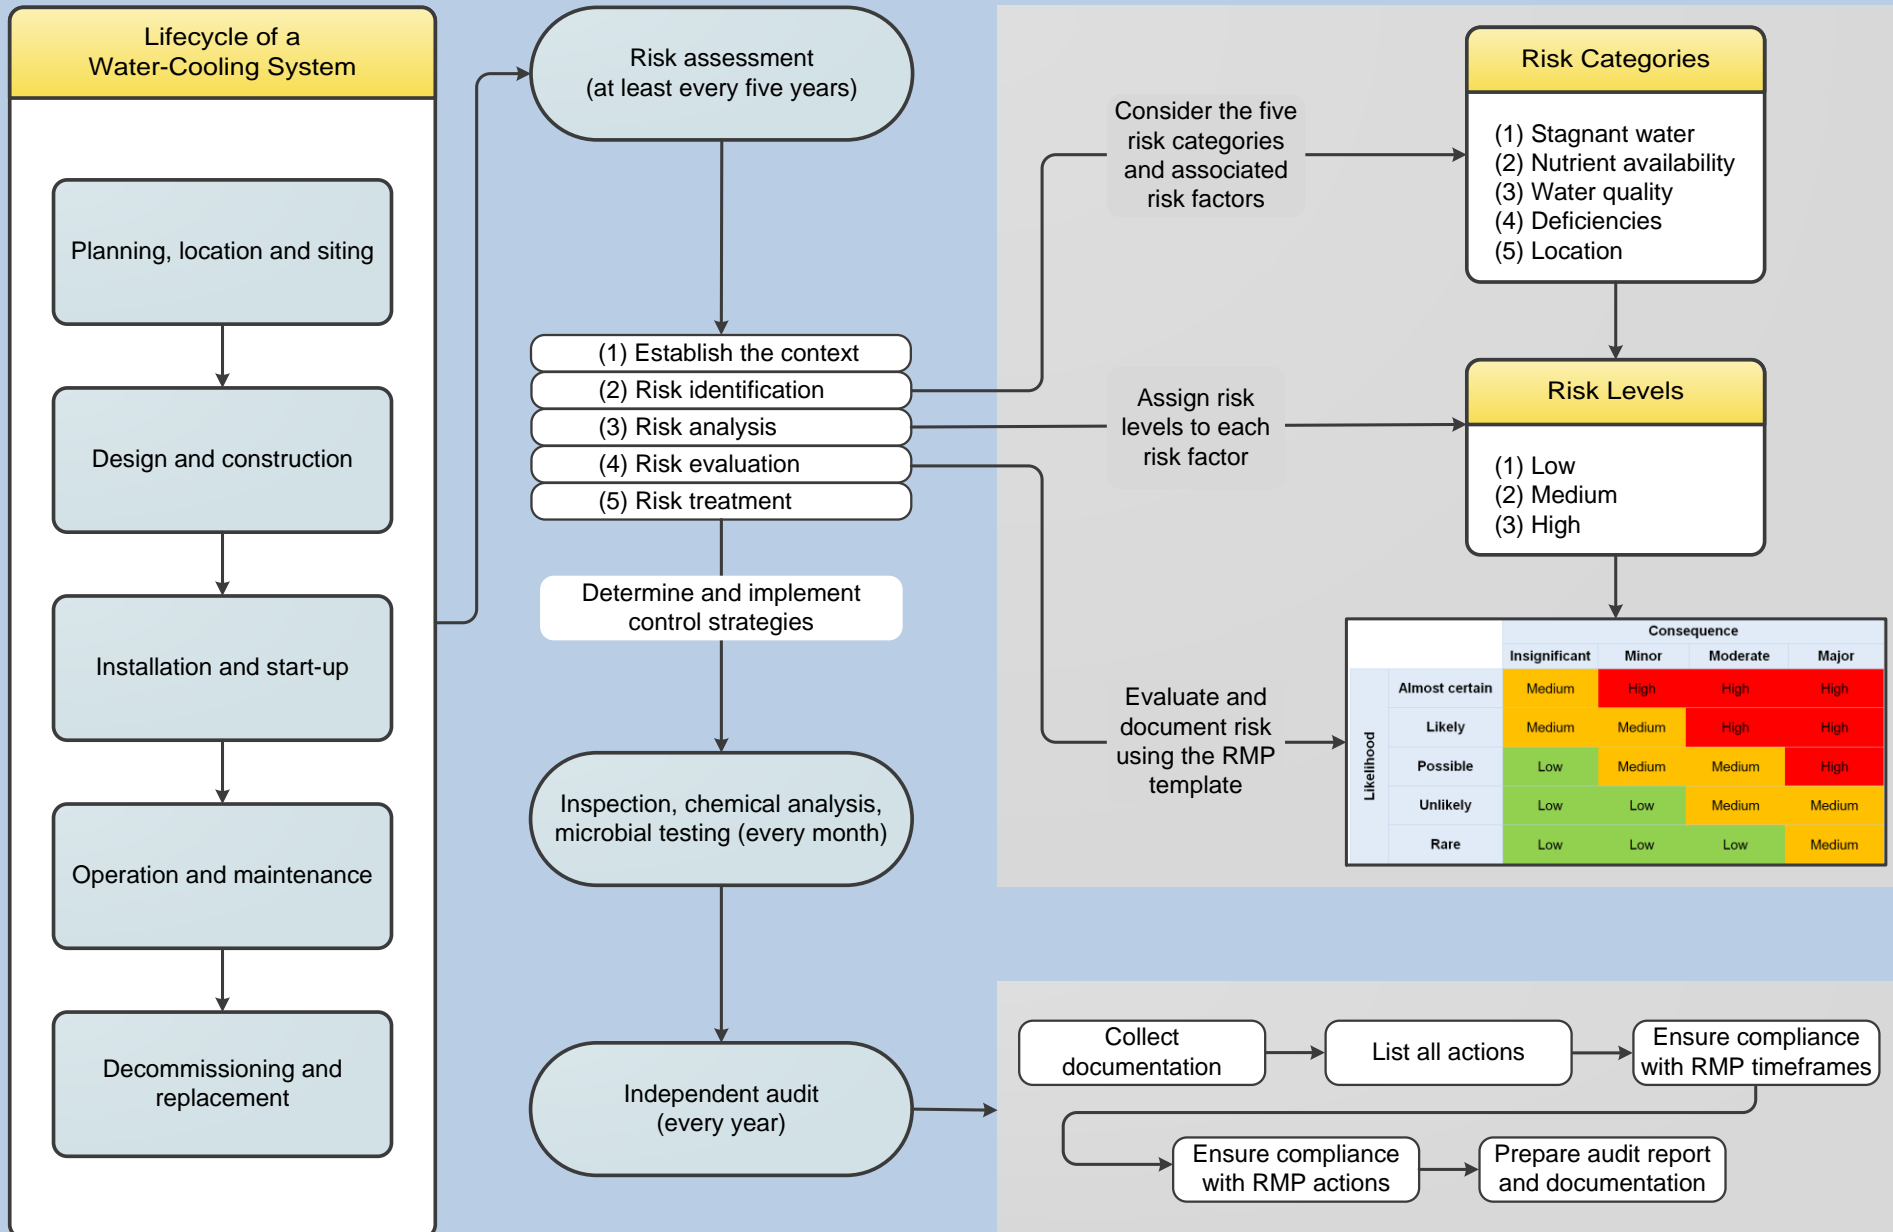 Lifecycle of a
Water-Cooling System
Planning, location and siting
Design and construction
Installation and start-up
Operation and maintenance
Decommissioning and
replacement
Risk assessment
(at least every five years)
(1) Establish the context
(2) Risk identification
(3) Risk analysis
(4) Risk evaluation
(5) Risk treatment
Determine and implement
control strategies
Inspection, chemical analysis,
microbial testing (every month)
Independent audit
(every year)
Consider the five
risk categories
and associated
risk factors
Assign risk
levels to each
risk factor
Evaluate and
document risk
using the RMP
template
Risk Categories
(1) Stagnant water
(2) Nutrient availability
(3) Water quality
(4) Deficiencies
(5) Location
Risk Levels
(1) Low
(2) Medium
(3) High
Consequence
Insignificant Minor Moderate Major
Likelihood
Almost certain Medium High High High
Likely Medium Medium High High
Possible Low Medium Medium High
Unlikely Low Low Medium Medium
Rare Low Low Low Medium
Collect
documentation
List all actions
Ensure compliance
with RMP timeframes
Ensure compliance
with RMP actions
Prepare audit report
and documentation